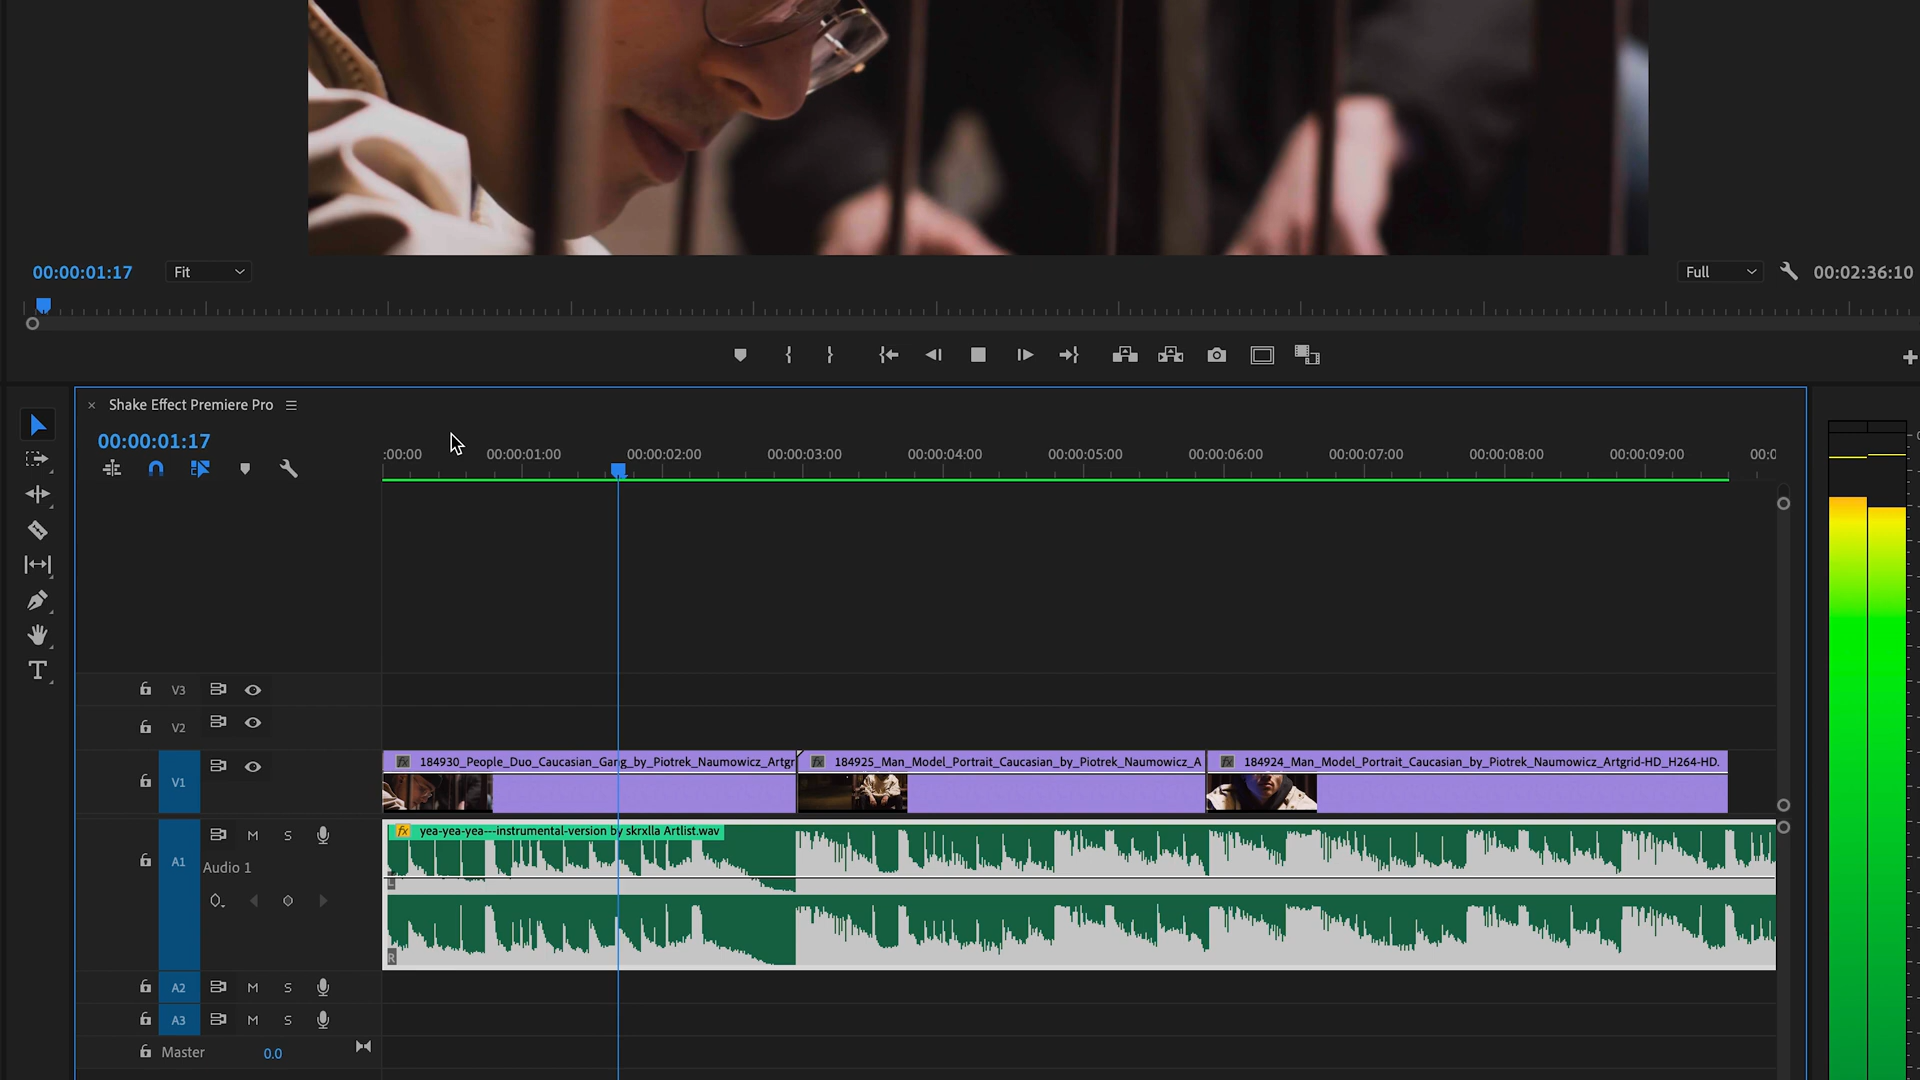 00:00:01:17 Fit Full 00:02:36:10
× Shake Effect Premiere Pro
00:00:01:17
:00:00 00:00:01:00 00:00:02:00 00:00:03:00 00:00:04:00 00:00:05:00 00:00:06:00 00:00:07:00 00:00:08:00 00:00:09:00 00:0
T
V3
V2
fx 184930_People_Duo_Caucasian_Gang_by_Piotrek_Naumowicz_Artgr fx 184925_Man_Model_Portrait_Caucasian_by_Piotrek_Naumowicz_A fx 184924_Man_Model_Portrait_Caucasian_by_Piotrek_Naumowicz_Artgrid-HD_H264-HD.
V1
fx yea-yea-yea---instrumental-version by skrxlla Artlist.wav
A1 M S
Audio 1
L
R
A2 M S
A3 M S
Master 0.0